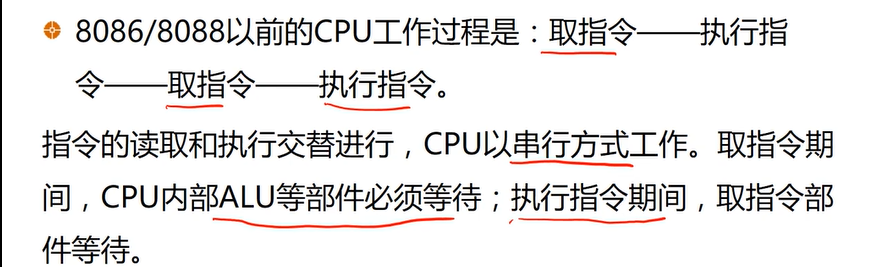 8086/8088以前的CPU工作过程是：取指令——执行指
令——取指令——执行指令。
指令的读取和执行交替进行，CPU以串行方式工作。取指令期
间，CPU内部ALU等部件必须等待；执行指令期间，取指令部
件等待。